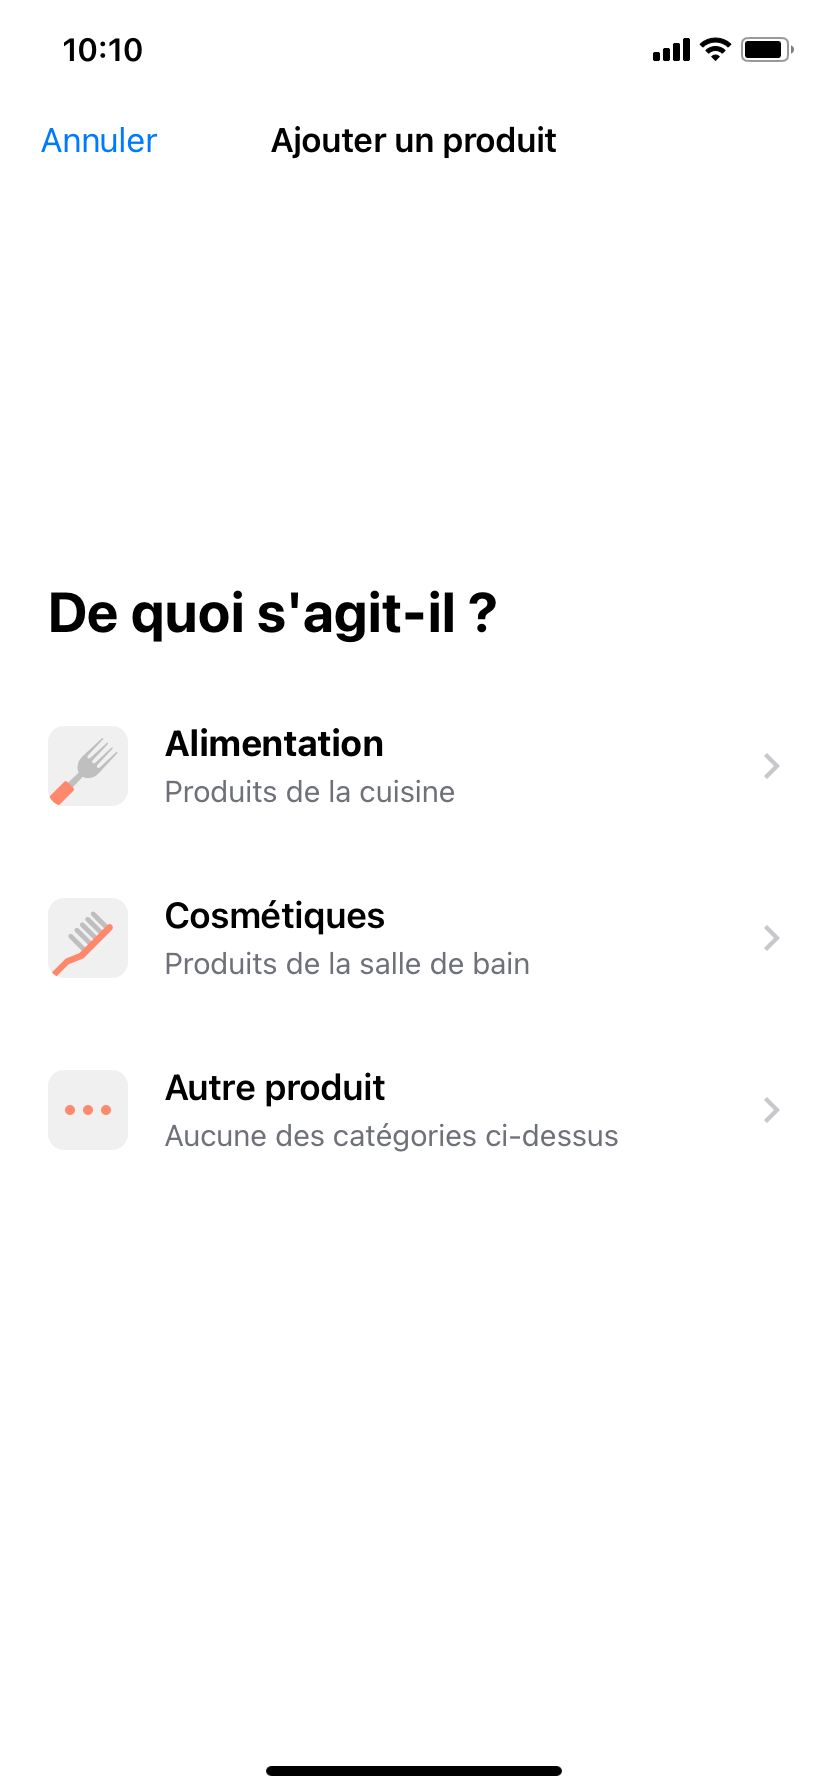 10:10
Annuler
Ajouter un produit
De quoi s'agit-il ?
Alimentation
Produits de la cuisine
Cosmétiques
Produits de la salle de bain
Autre produit
Aucune des catégories ci-dessus